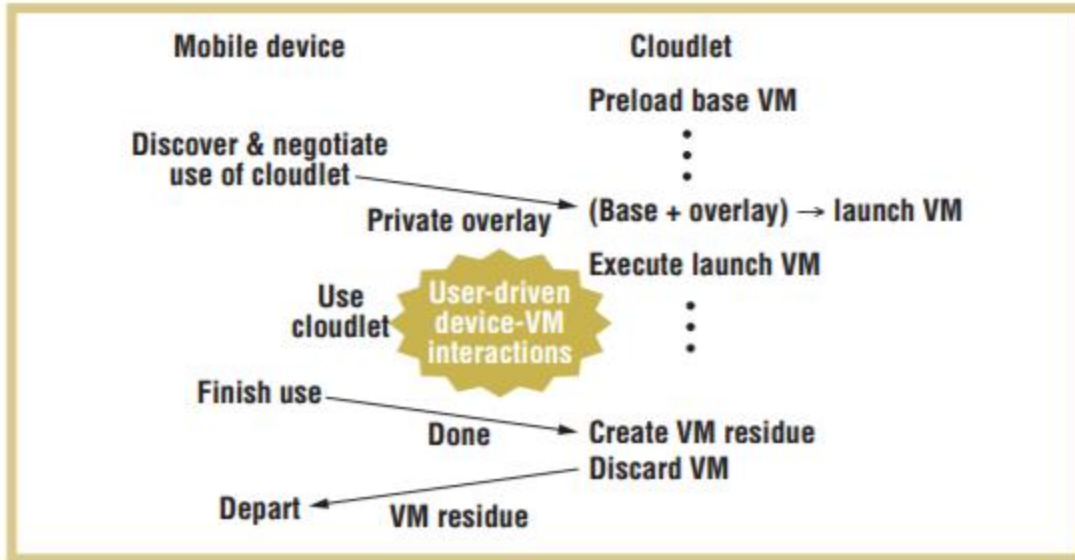 Mobile device
Cloudlet
Preload base VM
Discover & negotiate
use of cloudlet
Private overlay
(Base + overlay) → launch VM
Execute launch VM
Use
cloudlet
User-driven
device-VM
interactions
Finish use
Done
Create VM residue
Discard VM
Depart
VM residue